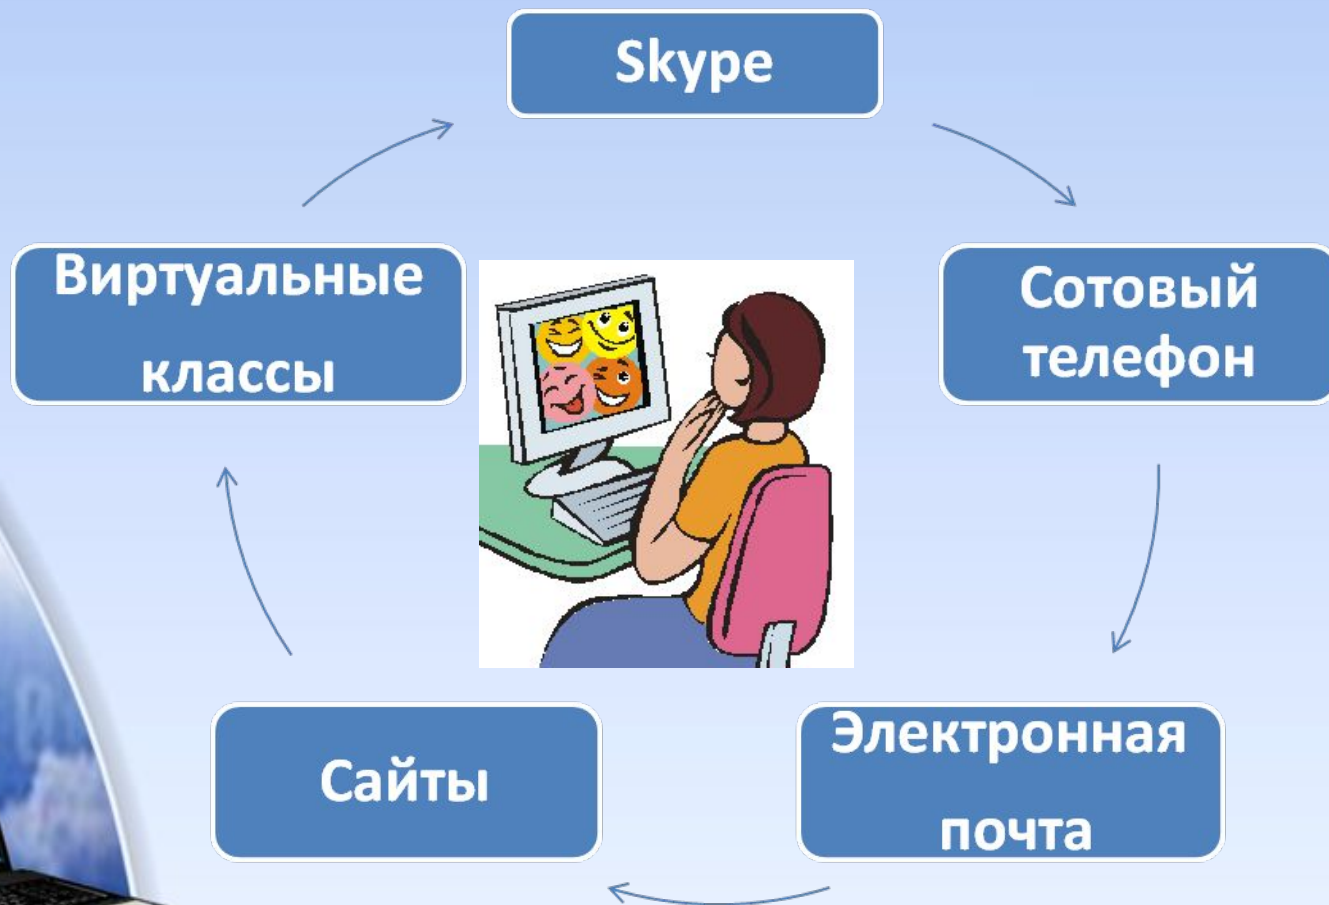 Skype
Виртуальные
классы
Сотовый
телефон
Сайты
Электронная
почта